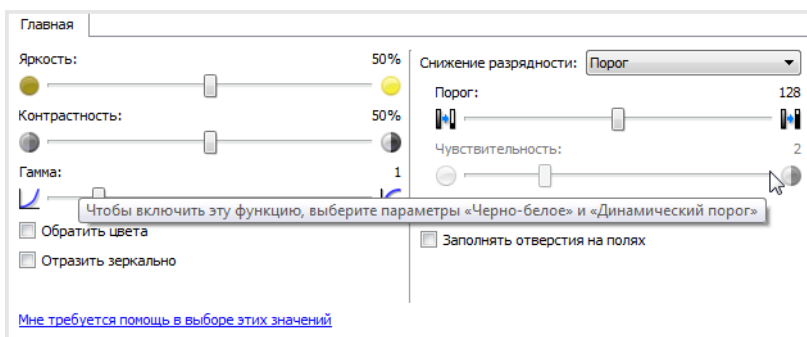 Главная
Яркость: 50%
Контрастность: 50%
Гамма: 1
Обратить цвета
Отразить зеркально
Мне требуется помощь в выборе этих значений
Снижение разрядности: Порог
Порог: 128
Чувствительность: 2
Чтобы включить эту функцию, выберите параметры «Черно-белое» и «Динамический порог»
Заполнять отверстия на полях